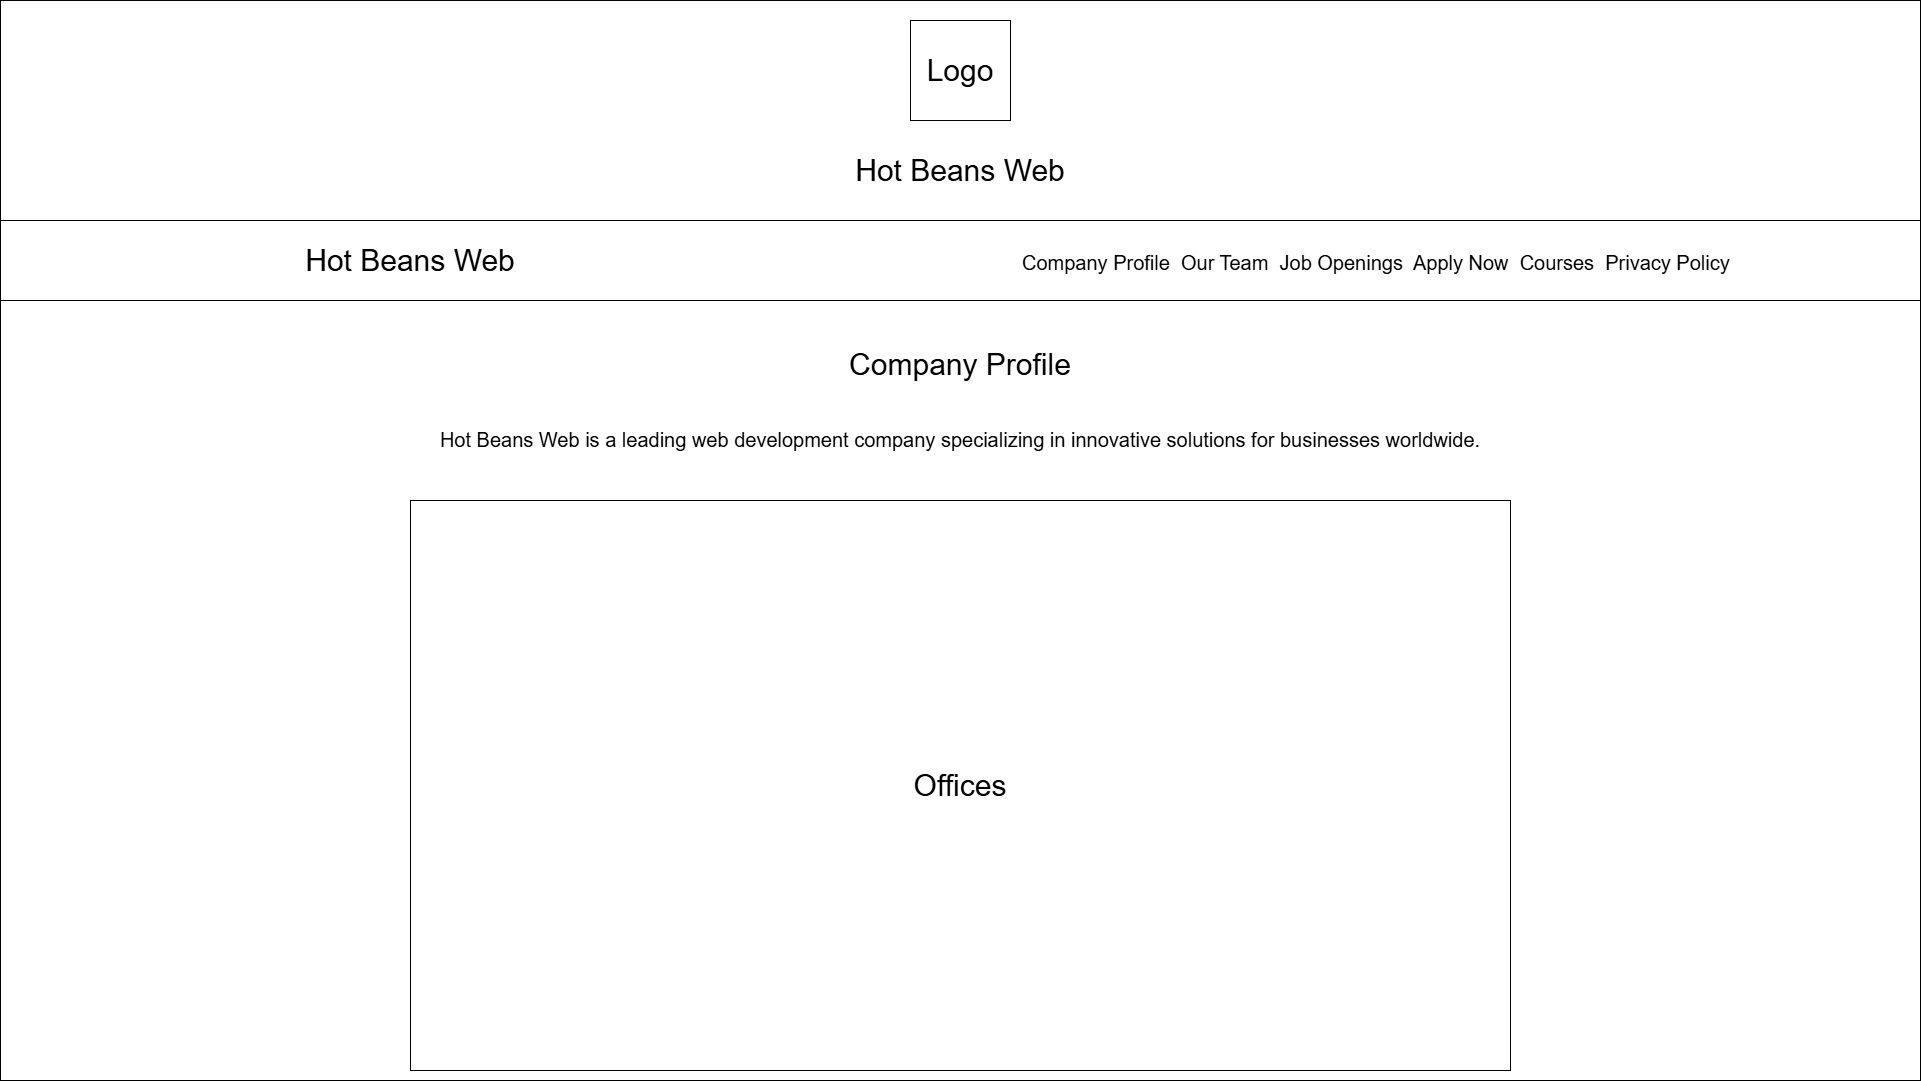 Logo
Hot Beans Web
Hot Beans Web
Company Profile Our Team Job Openings Apply Now Courses Privacy Policy
Company Profile
Hot Beans Web is a leading web development company specializing in innovative solutions for businesses worldwide.
Offices